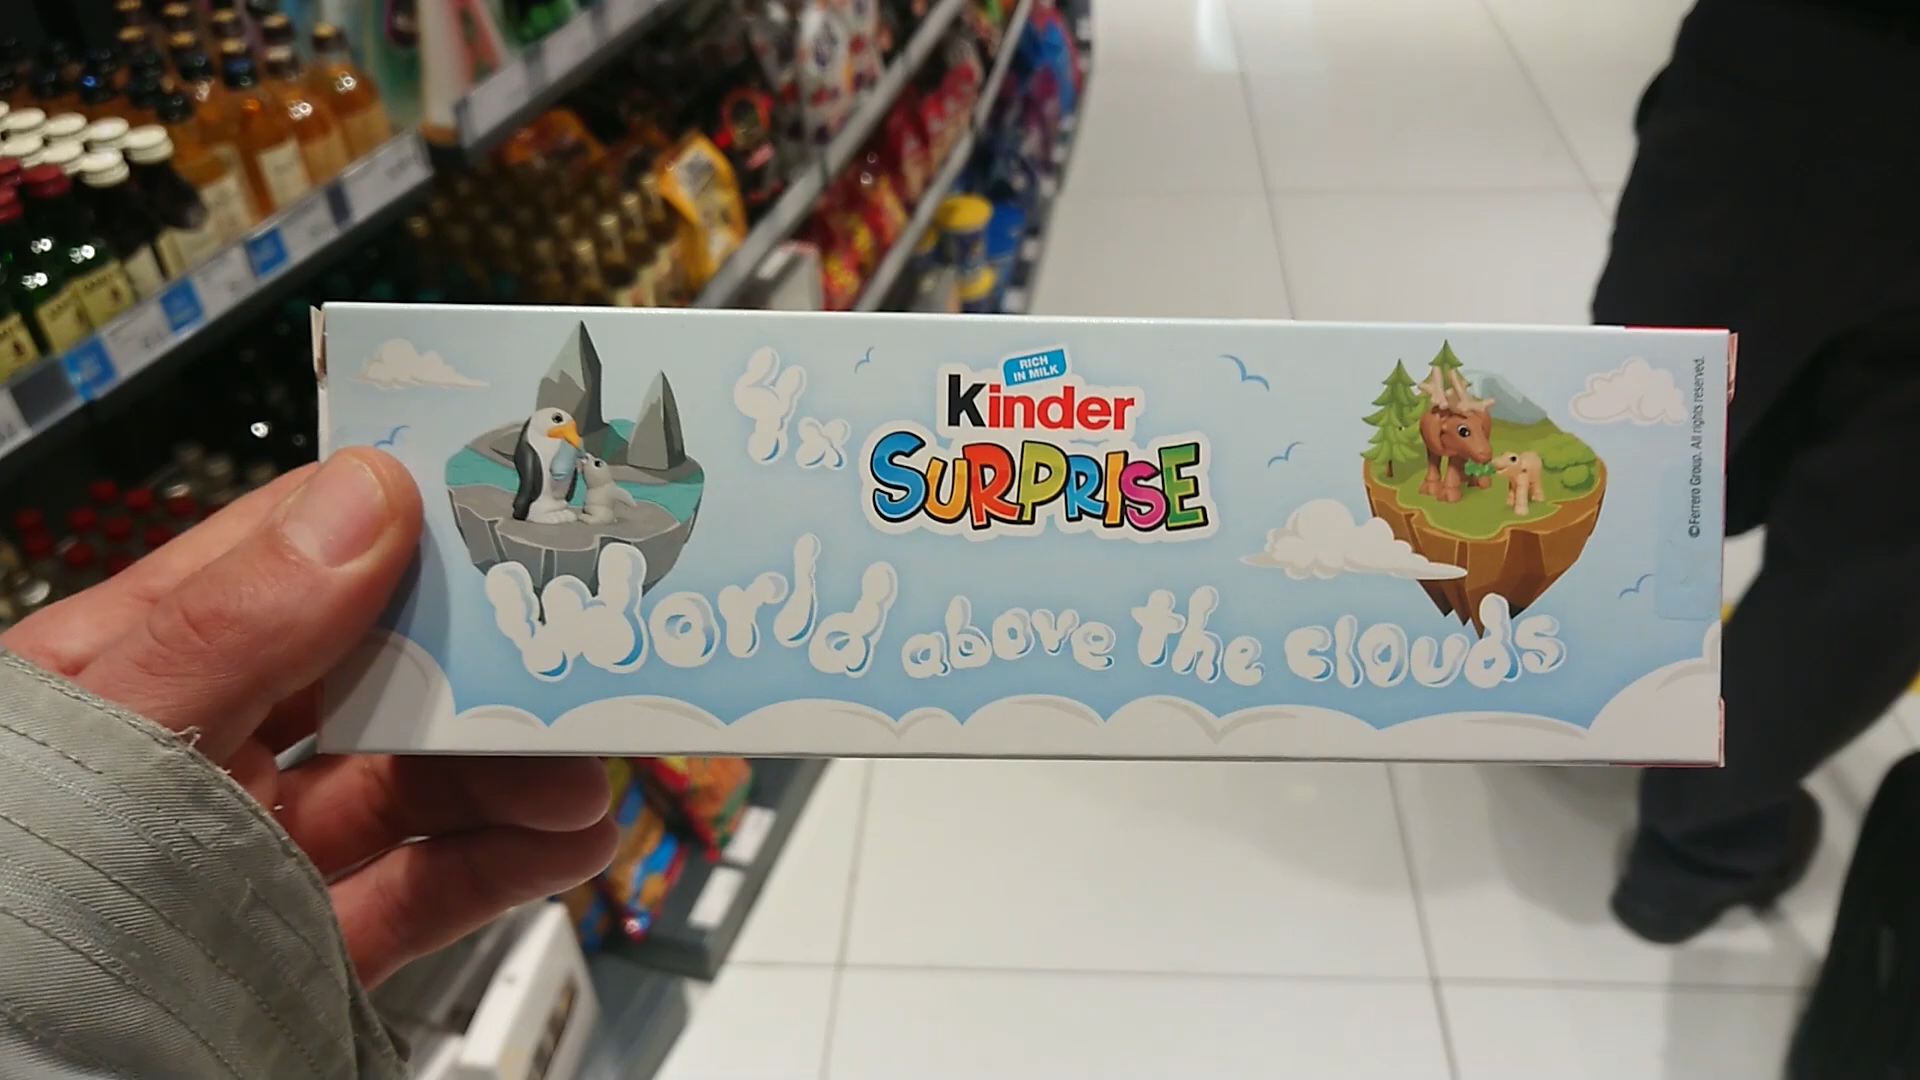 4x
RICH
IN MILK
Kinder
SURPRISE
World above the clouds
©Ferrero Group. All rights reserved.